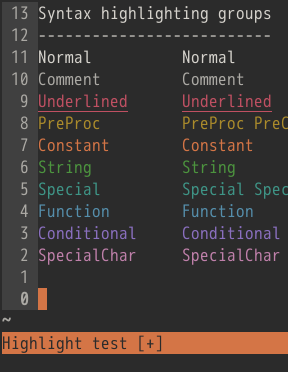 13 Syntax highlighting groups
12 --------------------------
11 Normal Normal
10 Comment Comment
9 Underlined Underlined
8 PreProc PreProc PreC
7 Constant Constant
6 String String
5 Special Special Spec
4 Function Function
3 Conditional Conditional
2 SpecialChar SpecialChar
1
0
~
Highlight test [+]